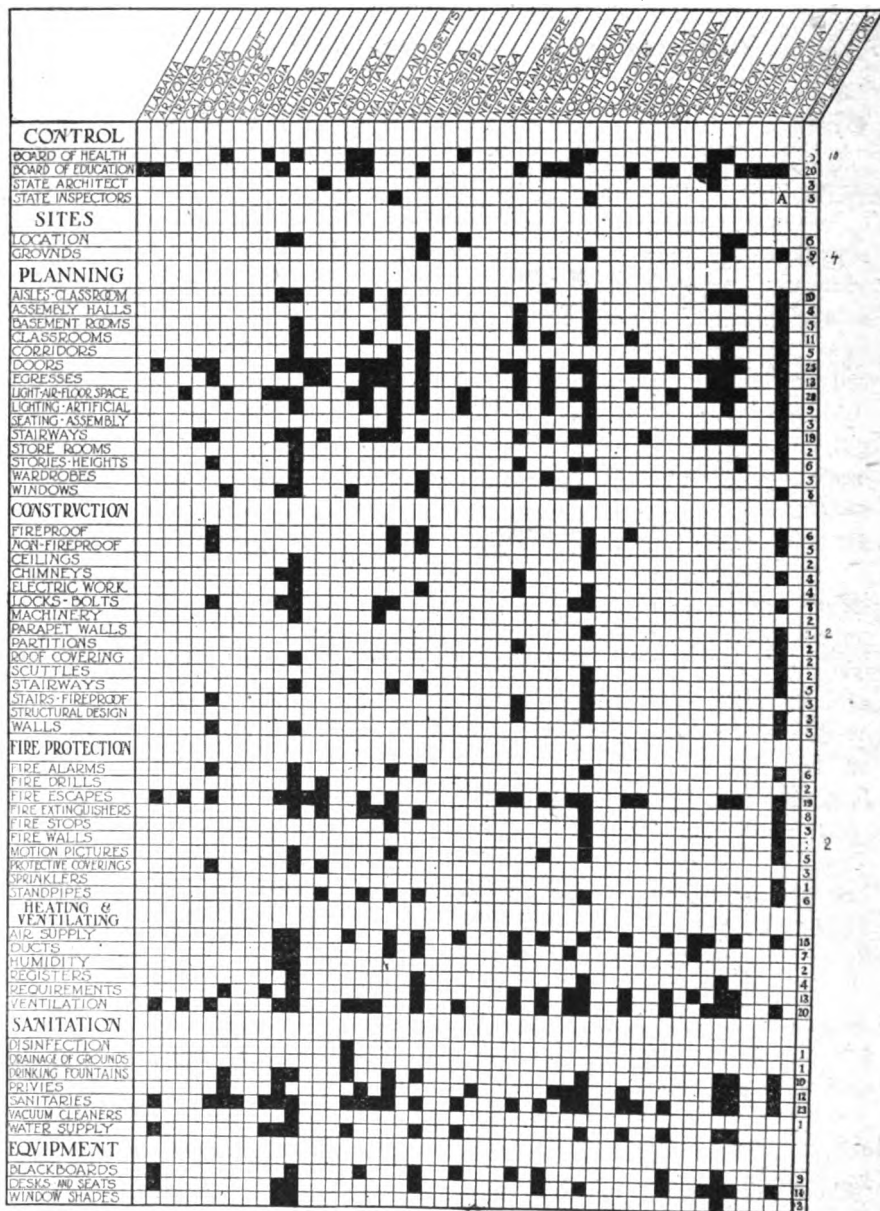 ALABAMA
ARIZONA
ARKANSAS
CALIFORNIA
COLORADO
CONNECTICUT
DELAWARE
FLORIDA
GEORGIA
IDAHO
ILLINOIS
INDIANA
IOWA
KANSAS
KENTUCKY
LOUISIANA
MAINE
MARYLAND
MASSACHUSETTS
MICHIGAN
MINNESOTA
MISSOURI
MONTANA
NEBRASKA
NEVADA
NEW HAMPSHIRE
NEW JERSEY
NEW MEXICO
NEW YORK
NORTH CAROLINA
NORTH DAKOTA
OHIO
OKLAHOMA
OREGON
PENNSYLVANIA
RHODE ISLAND
SOUTH CAROLINA
SOUTH DAKOTA
TENNESSEE
TEXAS
UTAH
VERMONT
VIRGINIA
WASHINGTON
WEST VIRGINIA
WISCONSIN
WYOMING
REGULATIONS
CONTROL
BOARD OF HEALTH 10
BOARD OF EDUCATION 20
STATE ARCHITECT 3
STATE INSPECTORS A 3
SITES
LOCATION 6
GROVNDS 4
PLANNING
AISLES-CLASSROOM 10
ASSEMBLY HALLS 4
BASEMENT ROOMS 5
CLASSROOMS 11
CORRIDORS 5
DOORS 25
EGRESSES 13
LIGHT-AIR-FLOOR SPACE 20
LIGHTING-ARTIFICIAL 9
SEATING-ASSEMBLY 3
STAIRWAYS 18
STORE ROOMS 2
STORIES-HEIGHTS 6
WARDROBES 3
WINDOWS 8
CONSTRVCTION
FIREPROOF 6
NON-FIREPROOF 5
CEILINGS 2
CHIMNEYS
ELECTRIC WORK 4
LOCKS-BOLTS
MACHINERY 2
PARAPET WALLS 2
PARTITIONS 2
ROOF COVERING 2
SCUTTLES 2
STAIRWAYS 5
STAIRS-FIREPROOF 3
STRUCTURAL DESIGN 3
WALLS 3
FIRE PROTECTION
FIRE ALARMS 6
FIRE DRILLS 2
FIRE ESCAPES 19
FIRE EXTINGUISHERS 8
FIRE STOPS 3
FIRE WALLS 2
MOTION PICTURES 5
PROTECTIVE COVERINGS 3
SPRINKLERS 1
STANDPIPES 6
HEATING &
VENTILATING
AIR SUPPLY 15
DUCTS 7
HUMIDITY 2
REGISTERS 4
REQUIREMENTS 13
VENTILATION 20
SANITATION
DISINFECTION 1
DRAINAGE OF GROUNDS 1
DRINKING FOUNTAINS 10
PRIVIES 12
SANITARIES 23
VACUUM CLEANERS 1
WATER SUPPLY
EQVIPMENT
BLACKBOARDS 9
DESKS AND SEATS 10
WINDOW SHADES 3